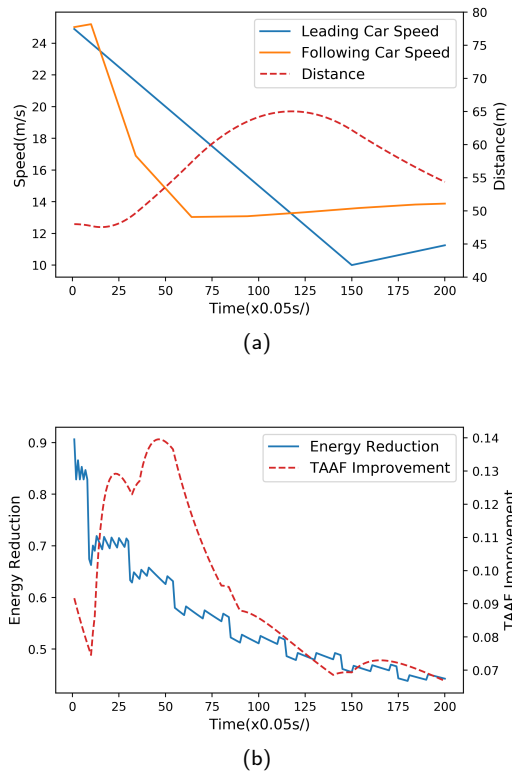 Leading Car Speed
Following Car Speed
Distance
24
22
20
18
16
14
12
10
Speed(m/s)
80
75
70
65
60
55
50
45
40
Distance(m)
0 25 50 75 100 125 150 175 200
Time(x0.05s/)
(a)
Energy Reduction
TAAF Improvement
0.9
0.8
0.7
0.6
0.5
Energy Reduction
0.14
0.13
0.12
0.11
0.10
0.09
0.08
0.07
TAAF Improvement
0 25 50 75 100 125 150 175 200
Time(x0.05s/)
(b)